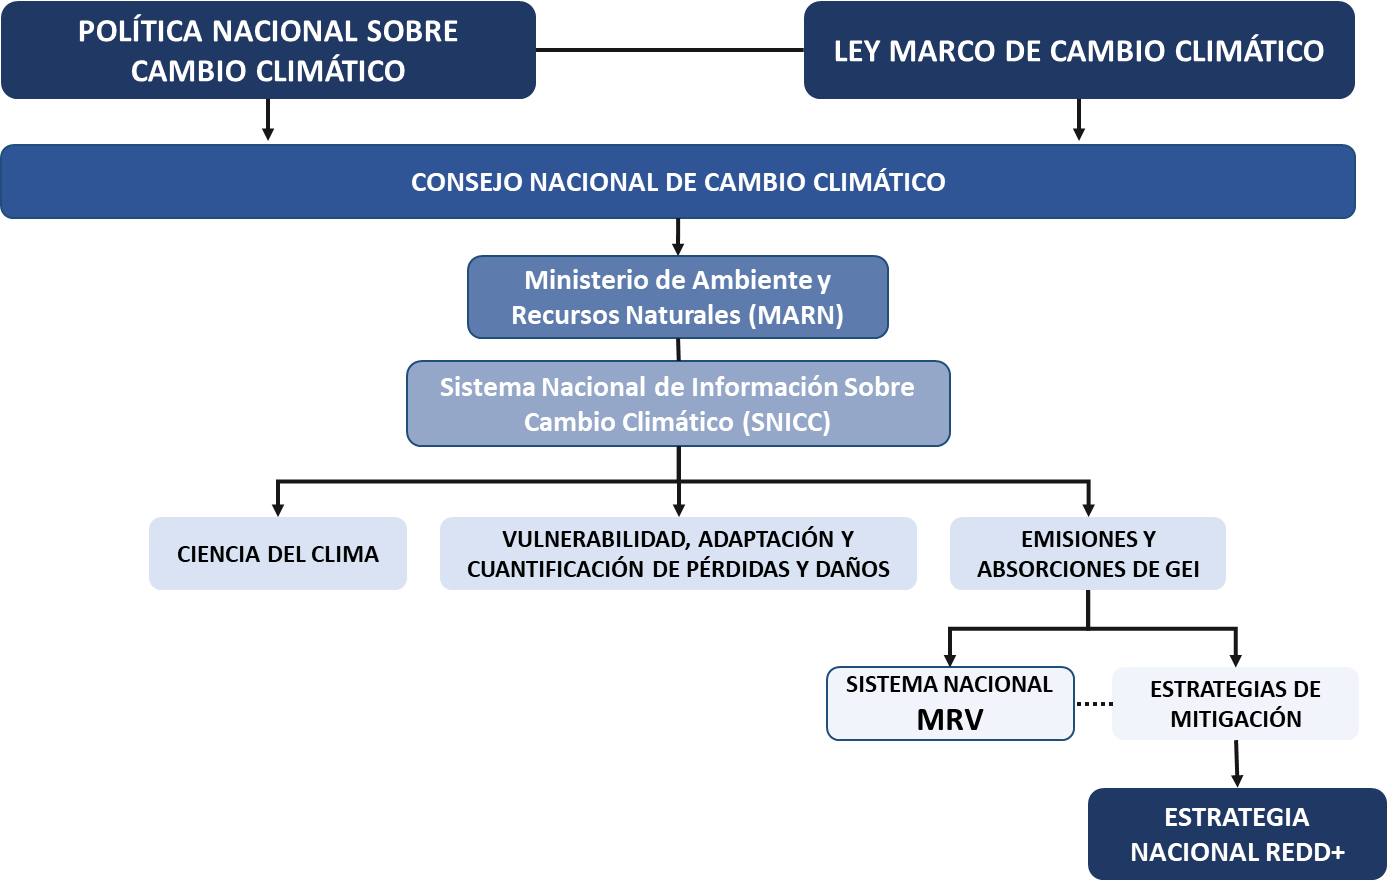 POLÍTICA NACIONAL SOBRE
CAMBIO CLIMÁTICO
LEY MARCO DE CAMBIO CLIMÁTICO
CONSEJO NACIONAL DE CAMBIO CLIMÁTICO
Ministerio de Ambiente y
Recursos Naturales (MARN)
Sistema Nacional de Información Sobre
Cambio Climático (SNICC)
CIENCIA DEL CLIMA
VULNERABILIDAD, ADAPTACIÓN Y
CUANTIFICACIÓN DE PÉRDIDAS Y DAÑOS
EMISIONES Y
ABSORCIONES DE GEI
SISTEMA NACIONAL
MRV
ESTRATEGIAS DE
MITIGACIÓN
ESTRATEGIA
NACIONAL REDD+